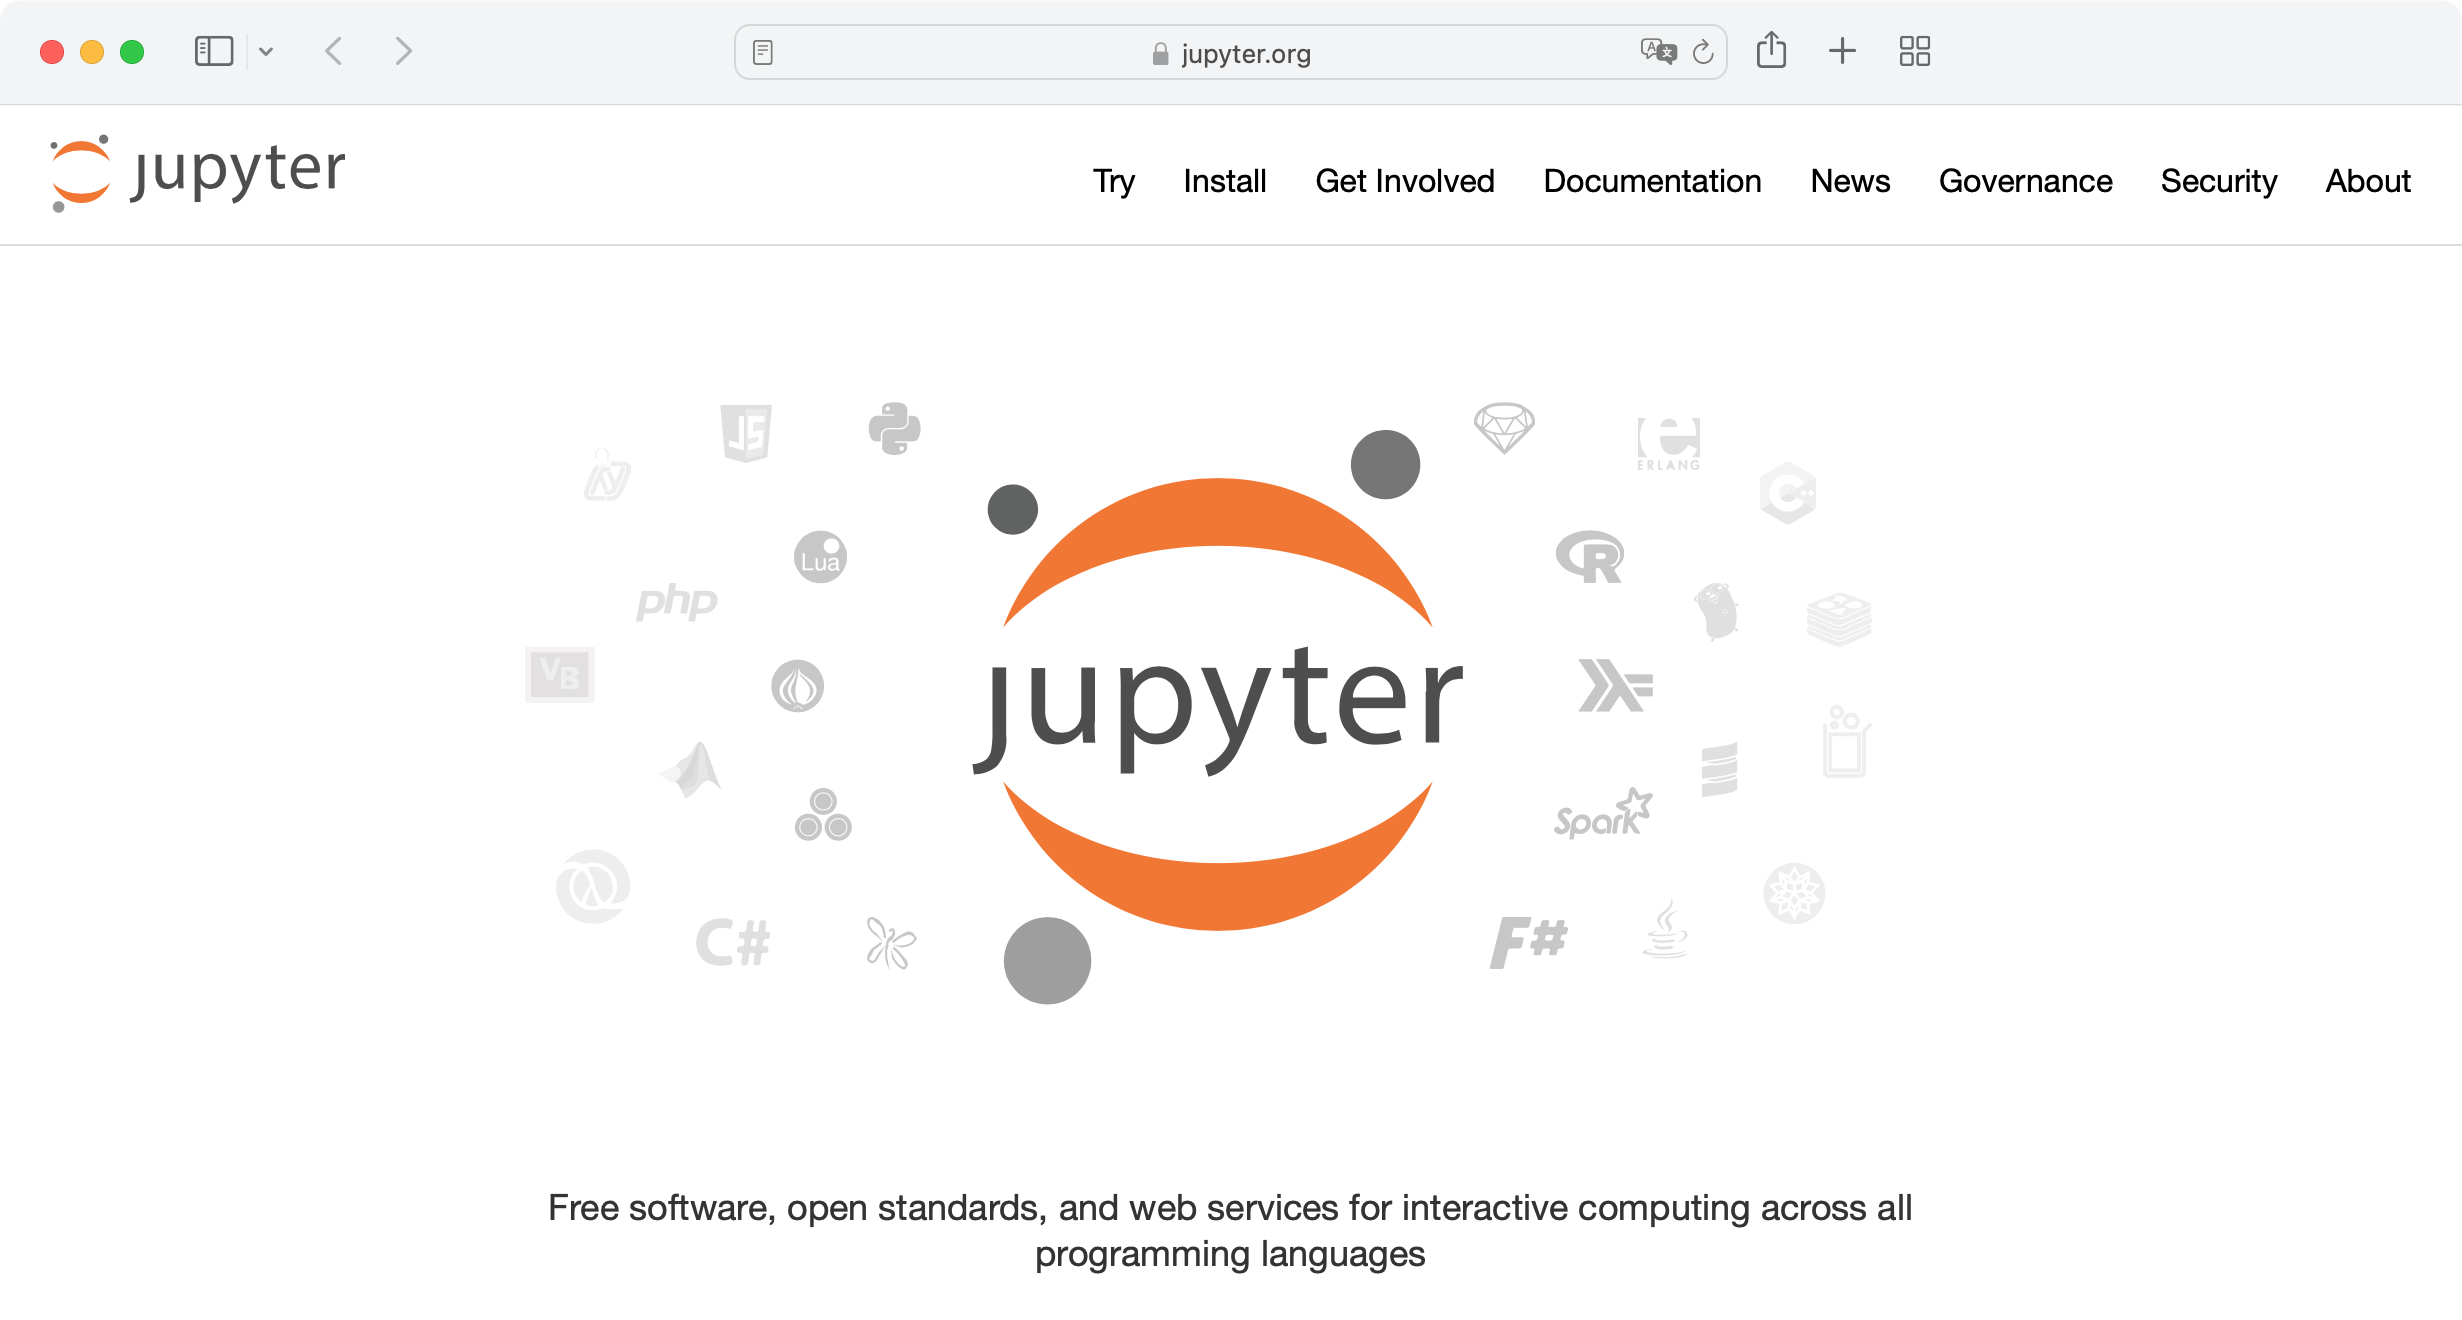 jupyter.org
jupyter
Try Install Get Involved Documentation News Governance Security About
JS
ERLANG
C++
Lua
R
php
VB
jupyter
Spark
C#
F#
Free software, open standards, and web services for interactive computing across all
programming languages